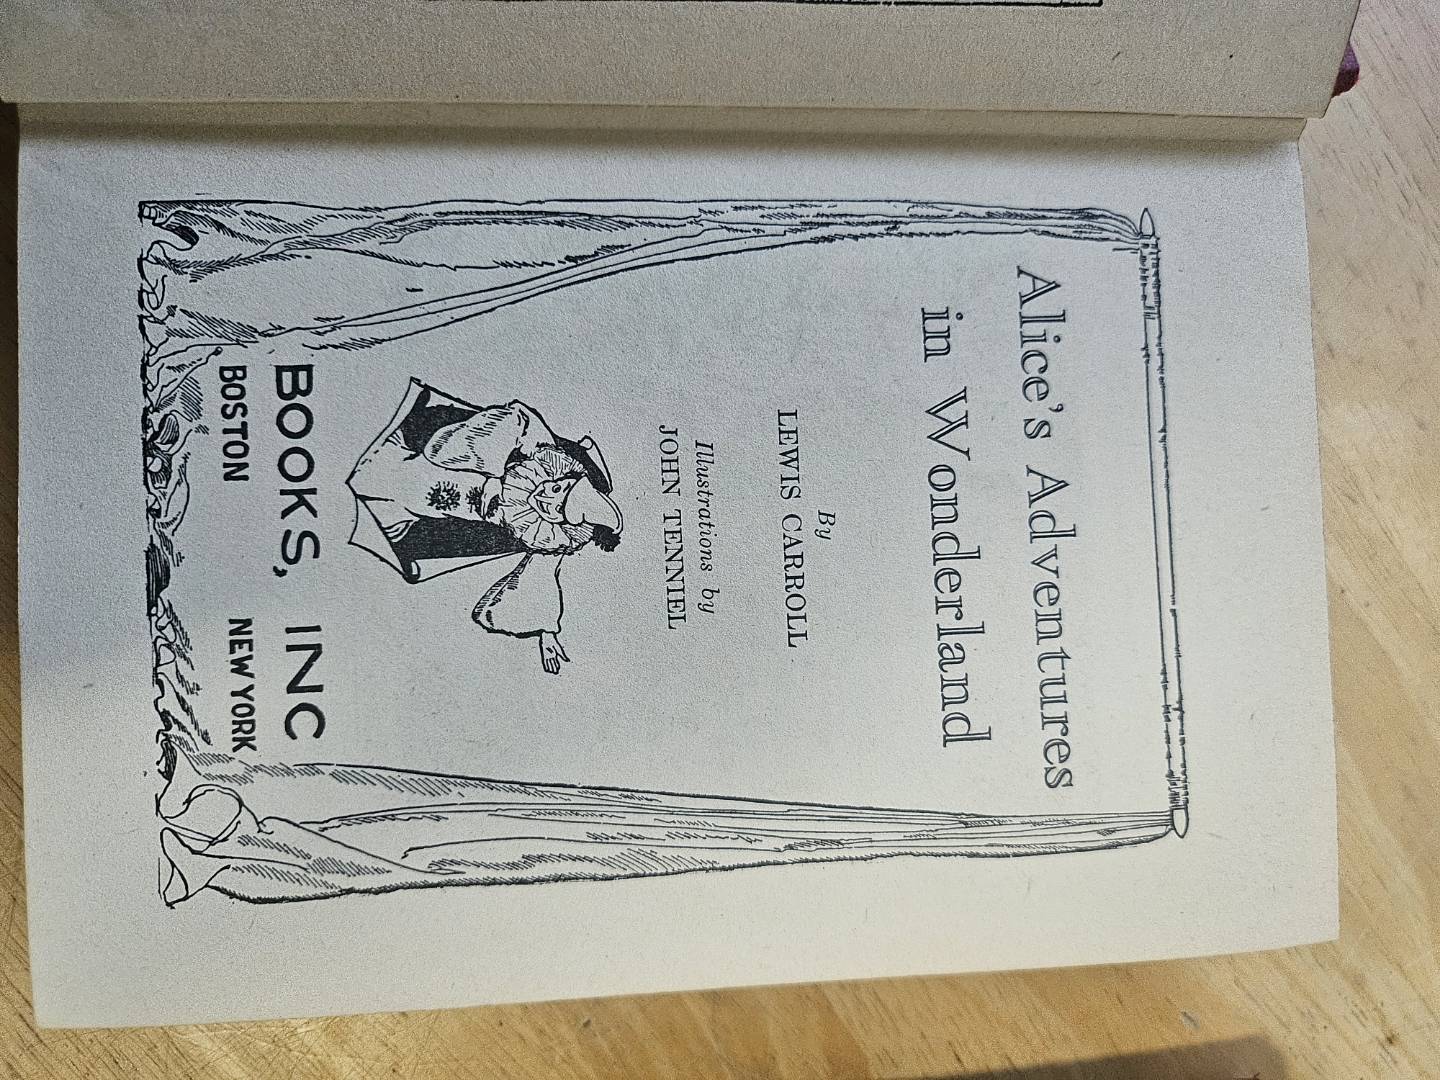 Alice's Adventures
in Wonderland
By
LEWIS CARROLL
Illustrations by
JOHN TENNIEL
BOOKS, INC
BOSTON NEW YORK